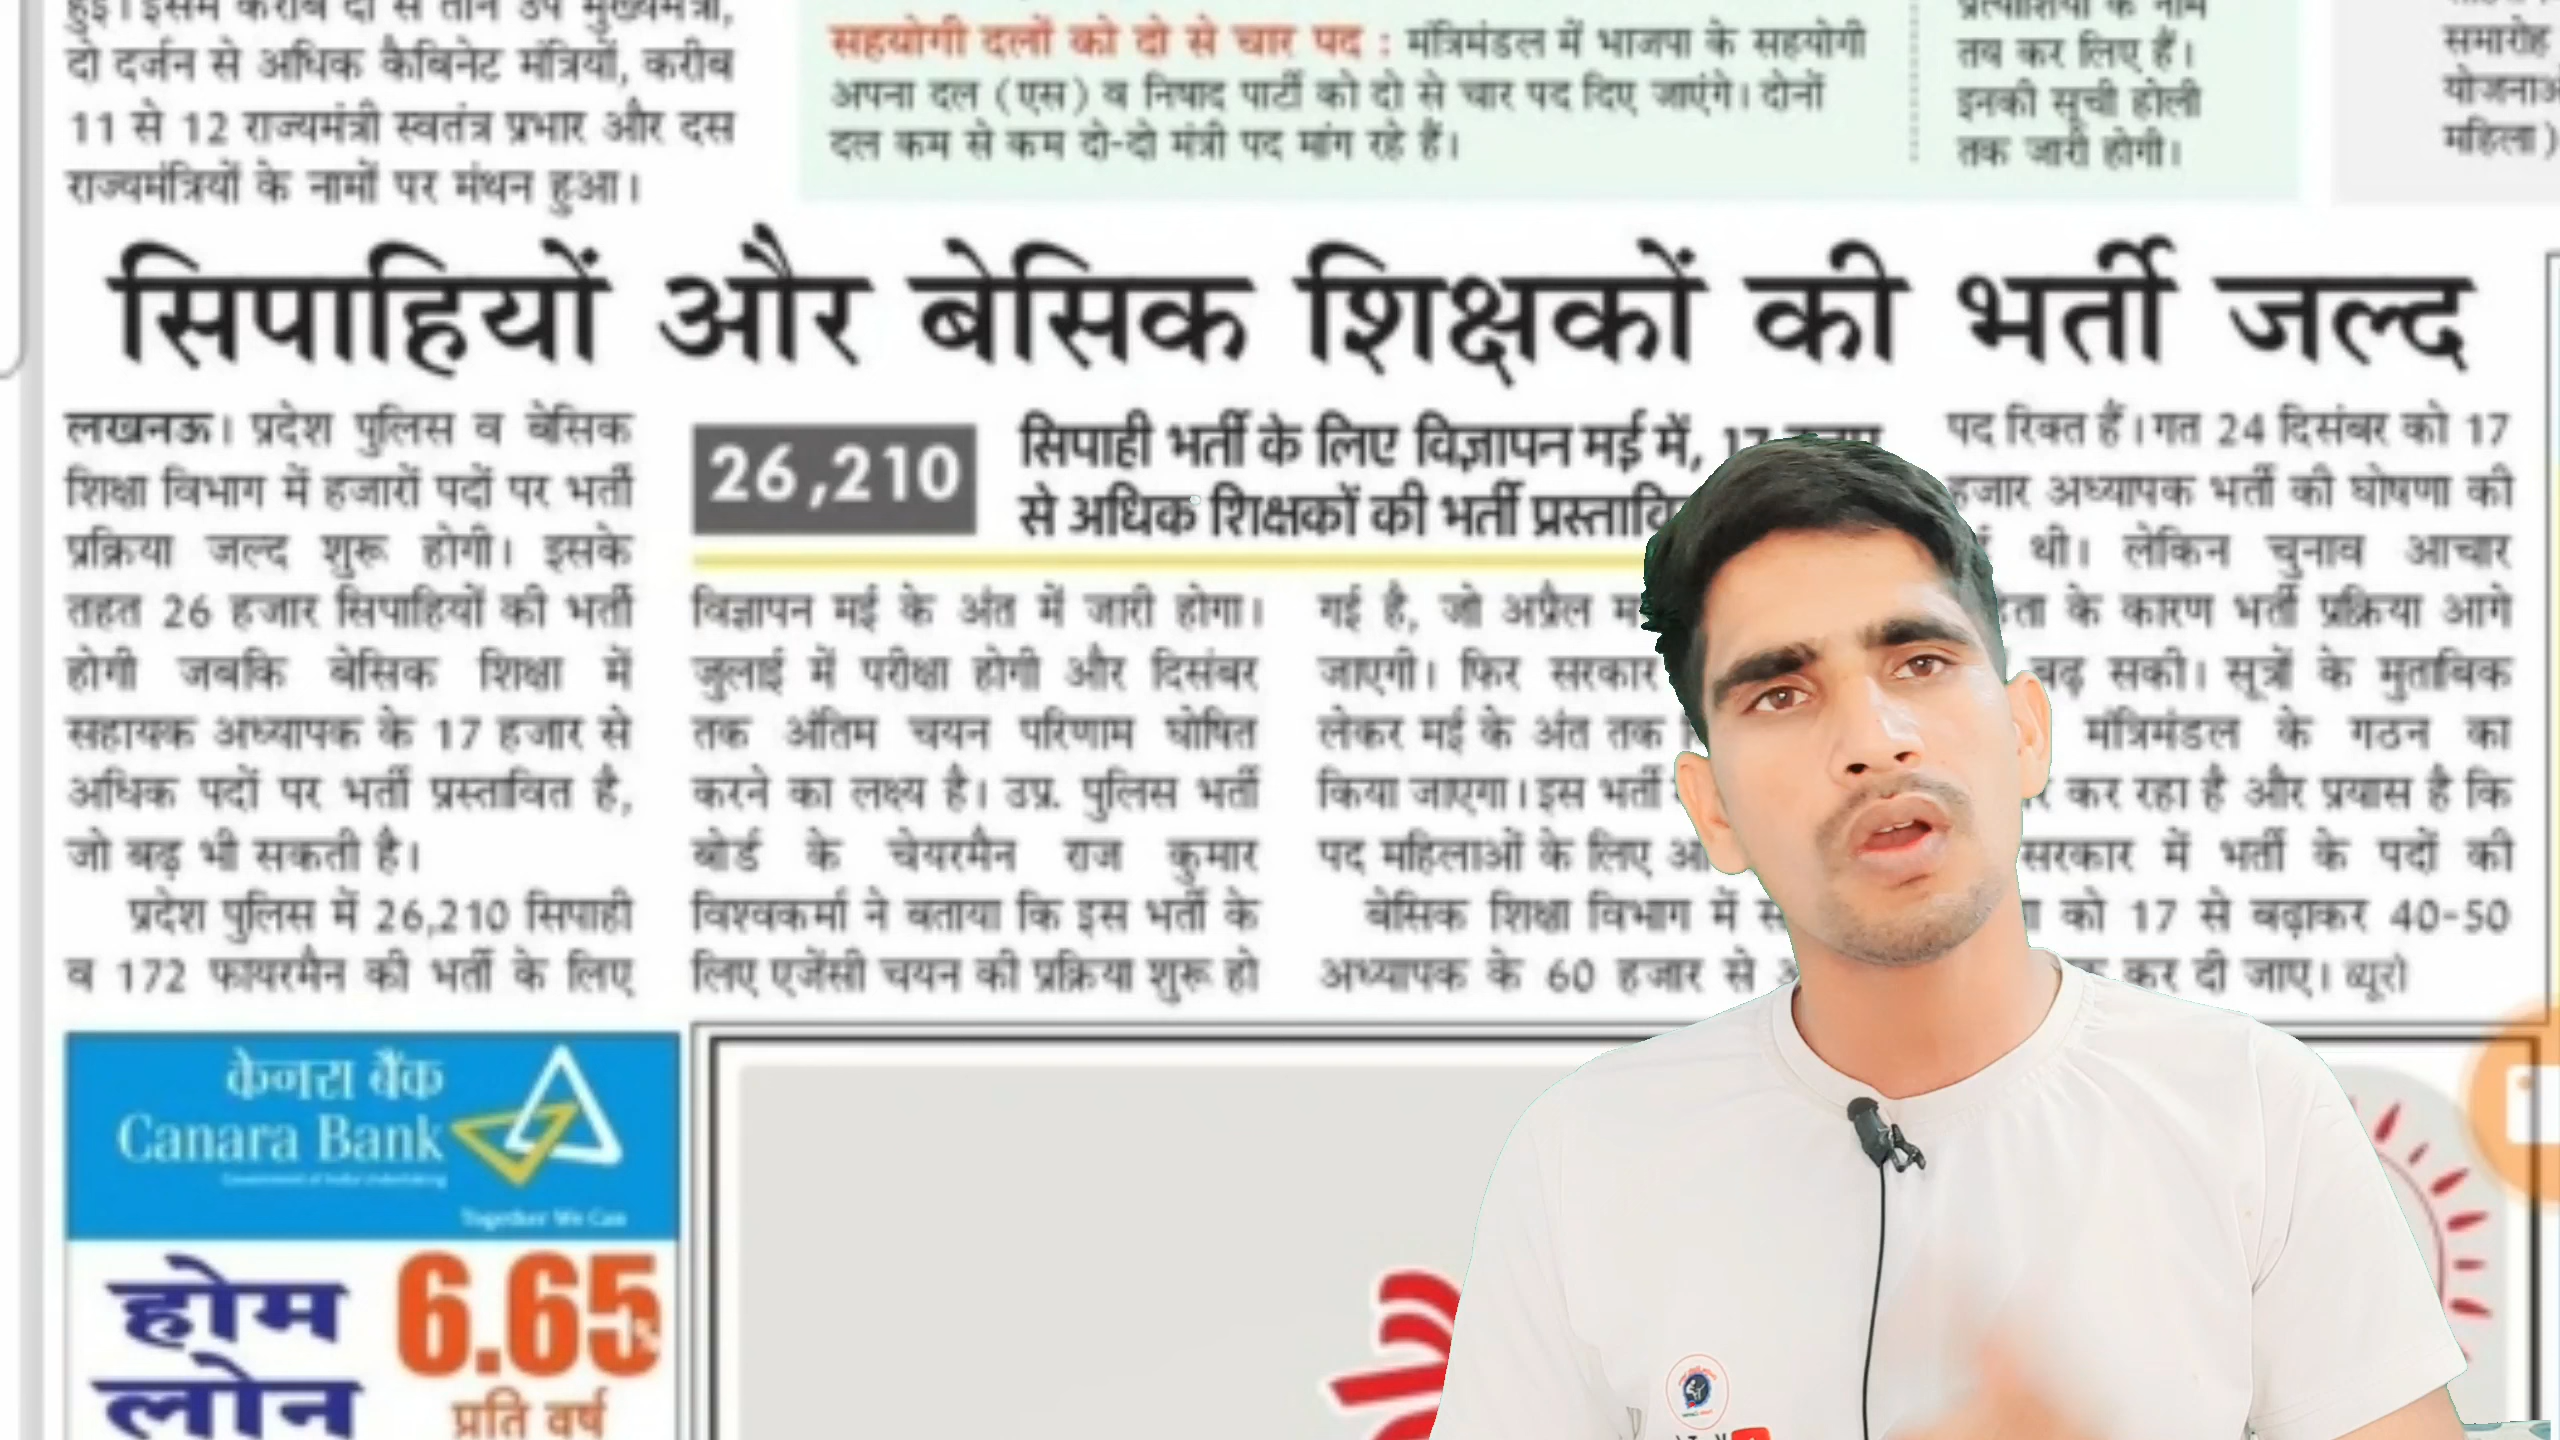 दो दर्जन से अधिक कैबिनेट मंत्रियों, करीब
11 से 12 राज्यमंत्री स्वतंत्र प्रभार और दस
राज्यमंत्रियों के नामों पर मंथन हुआ।
सहयोगी दलों को दो से चार पद : मंत्रिमंडल में भाजपा के सहयोगी
अपना दल (एस) व निषाद पार्टी को दो से चार पद दिए जाएंगे। दोनों
दल कम से कम दो-दो मंत्री पद मांग रहे हैं।
तय कर लिए हैं।
इनकी सूची होली
तक जारी होगी।
समारोह
महिला)
सिपाहियों और बेसिक शिक्षकों की भर्ती जल्द
लखनऊ। प्रदेश पुलिस व बेसिक
शिक्षा विभाग में हजारों पदों पर भर्ती
प्रक्रिया जल्द शुरू होगी। इसके
तहत 26 हजार सिपाहियों की भर्ती
होगी जबकि बेसिक शिक्षा में
सहायक अध्यापक के 17 हजार से
अधिक पदों पर भर्ती प्रस्तावित है,
जो बढ़ भी सकती है।
प्रदेश पुलिस में 26,210 सिपाही
व 172 फायरमैन की भर्ती के लिए
26,210
सिपाही भर्ती के लिए विज्ञापन मई में, 17
से अधिक शिक्षकों की भर्ती
विज्ञापन मई के अंत में जारी होगा।
जुलाई में परीक्षा होगी और दिसंबर
तक अंतिम चयन परिणाम घोषित
करने का लक्ष्य है। उप्र. पुलिस भर्ती
बोर्ड के चेयरमैन राज कुमार
विश्वकर्मा ने बताया कि इस भर्ती के
लिए एजेंसी चयन की प्रक्रिया शुरू हो
गई है, जो अप्रैल
जाएगी। फिर सरकार
लेकर मई के अंत तक
किया जाएगा। इस भर्ती
पद महिलाओं के लिए
बेसिक शिक्षा विभाग में
अध्यापक के 60 हजार से
पद रिक्त हैं। गत 24 दिसंबर को 17
हजार अध्यापक भर्ती की घोषणा की
थी। लेकिन चुनाव आचार
के कारण भर्ती प्रक्रिया आगे
बढ़ सकी। सूत्रों के मुताबिक
मंत्रिमंडल के गठन का
कर रहा है और प्रयास है कि
सरकार में भर्ती के पदों की
को 17 से बढ़ाकर 40-50
कर दी जाए। ब्यूरो
केनरा बैंक
Canara Bank
Together We Can
होम
लोन
6.65%
प्रति वर्ष